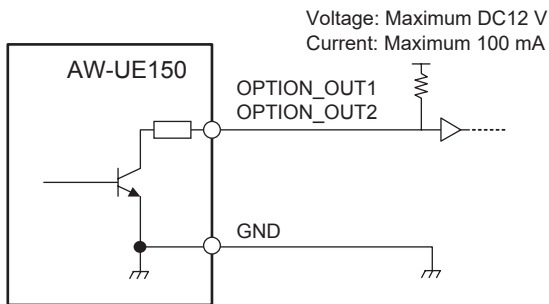 Voltage: Maximum DC12 V
Current: Maximum 100 mA
AW-UE150
OPTION_OUT1
OPTION_OUT2
GND